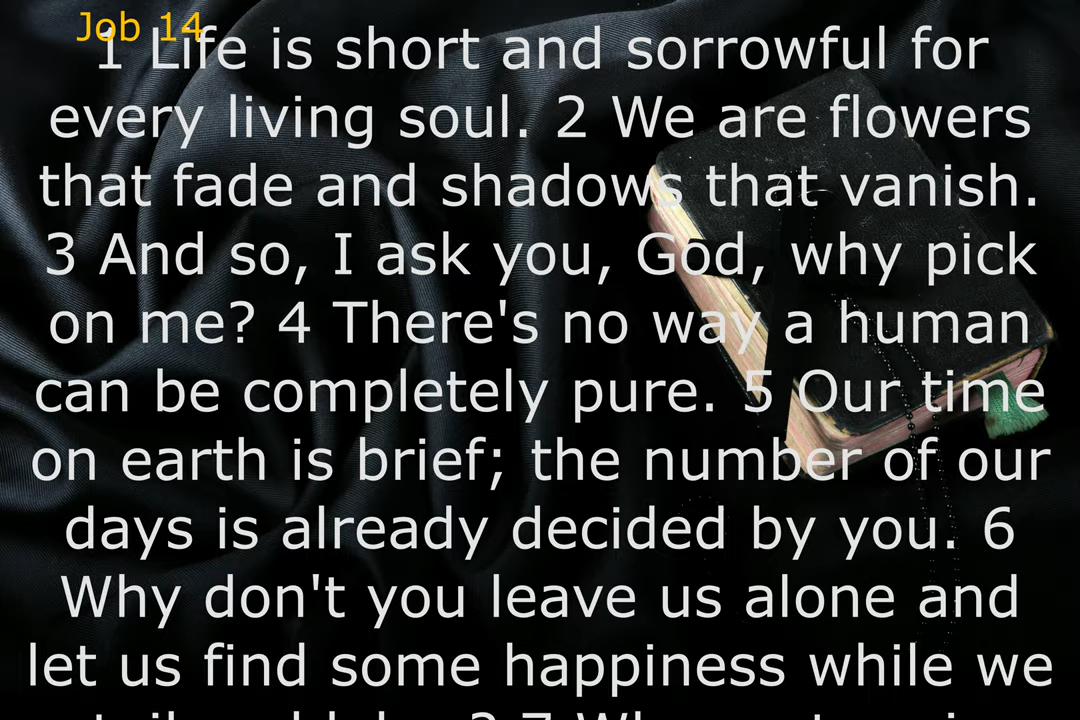 Job 14
1 Life is short and sorrowful for
every living soul. 2 We are flowers
that fade and shadows that vanish.
3 And so, I ask you, God, why pick
on me? 4 There's no way a human
can be completely pure. 5 Our time
on earth is brief; the number of our
days is already decided by you. 6
Why don't you leave us alone and
let us find some happiness while we